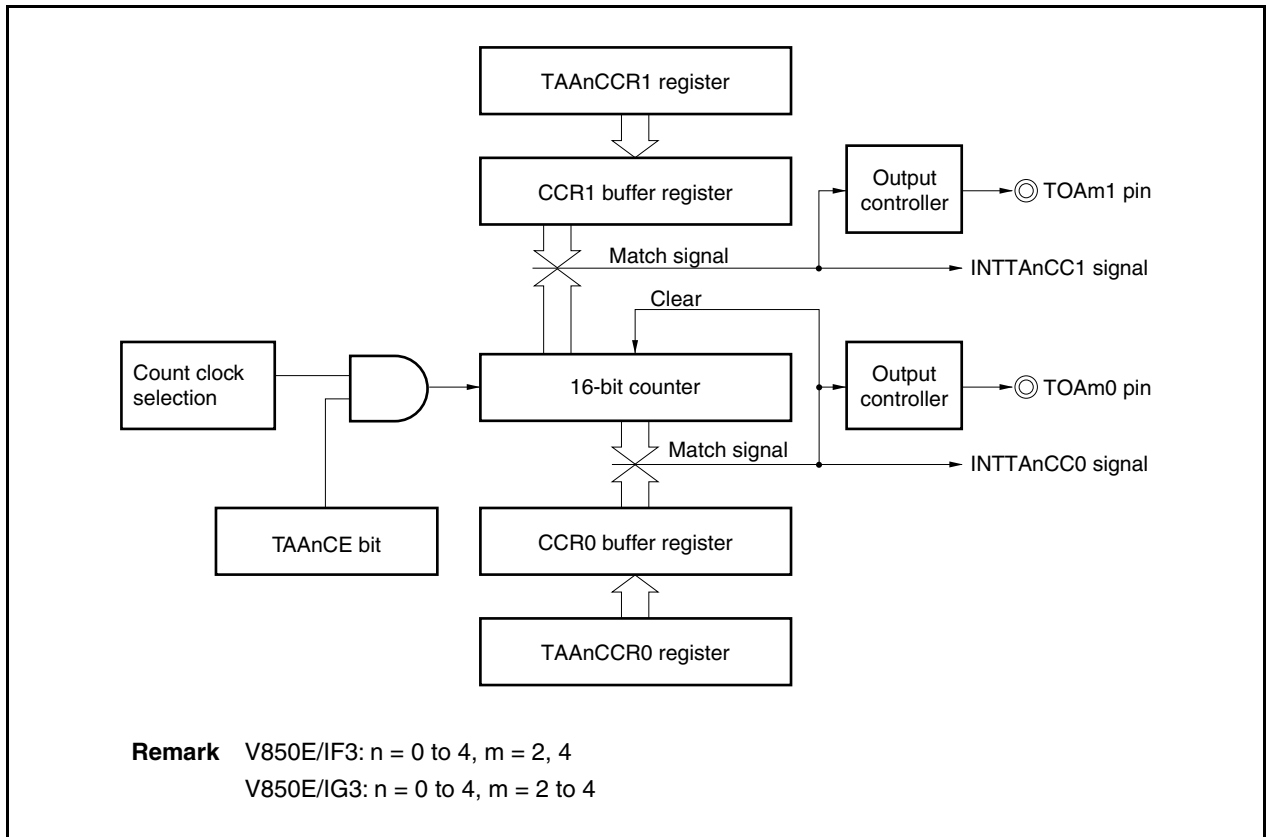 TAAnCCR1 register
CCR1 buffer register
Output
controller
TOAm1 pin
Match signal
INTTAnCC1 signal
Clear
Count clock
selection
16-bit counter
Output
controller
TOAm0 pin
Match signal
INTTAnCC0 signal
TAAnCE bit
CCR0 buffer register
TAAnCCR0 register
Remark V850E/IF3: n = 0 to 4, m = 2, 4
V850E/IG3: n = 0 to 4, m = 2 to 4